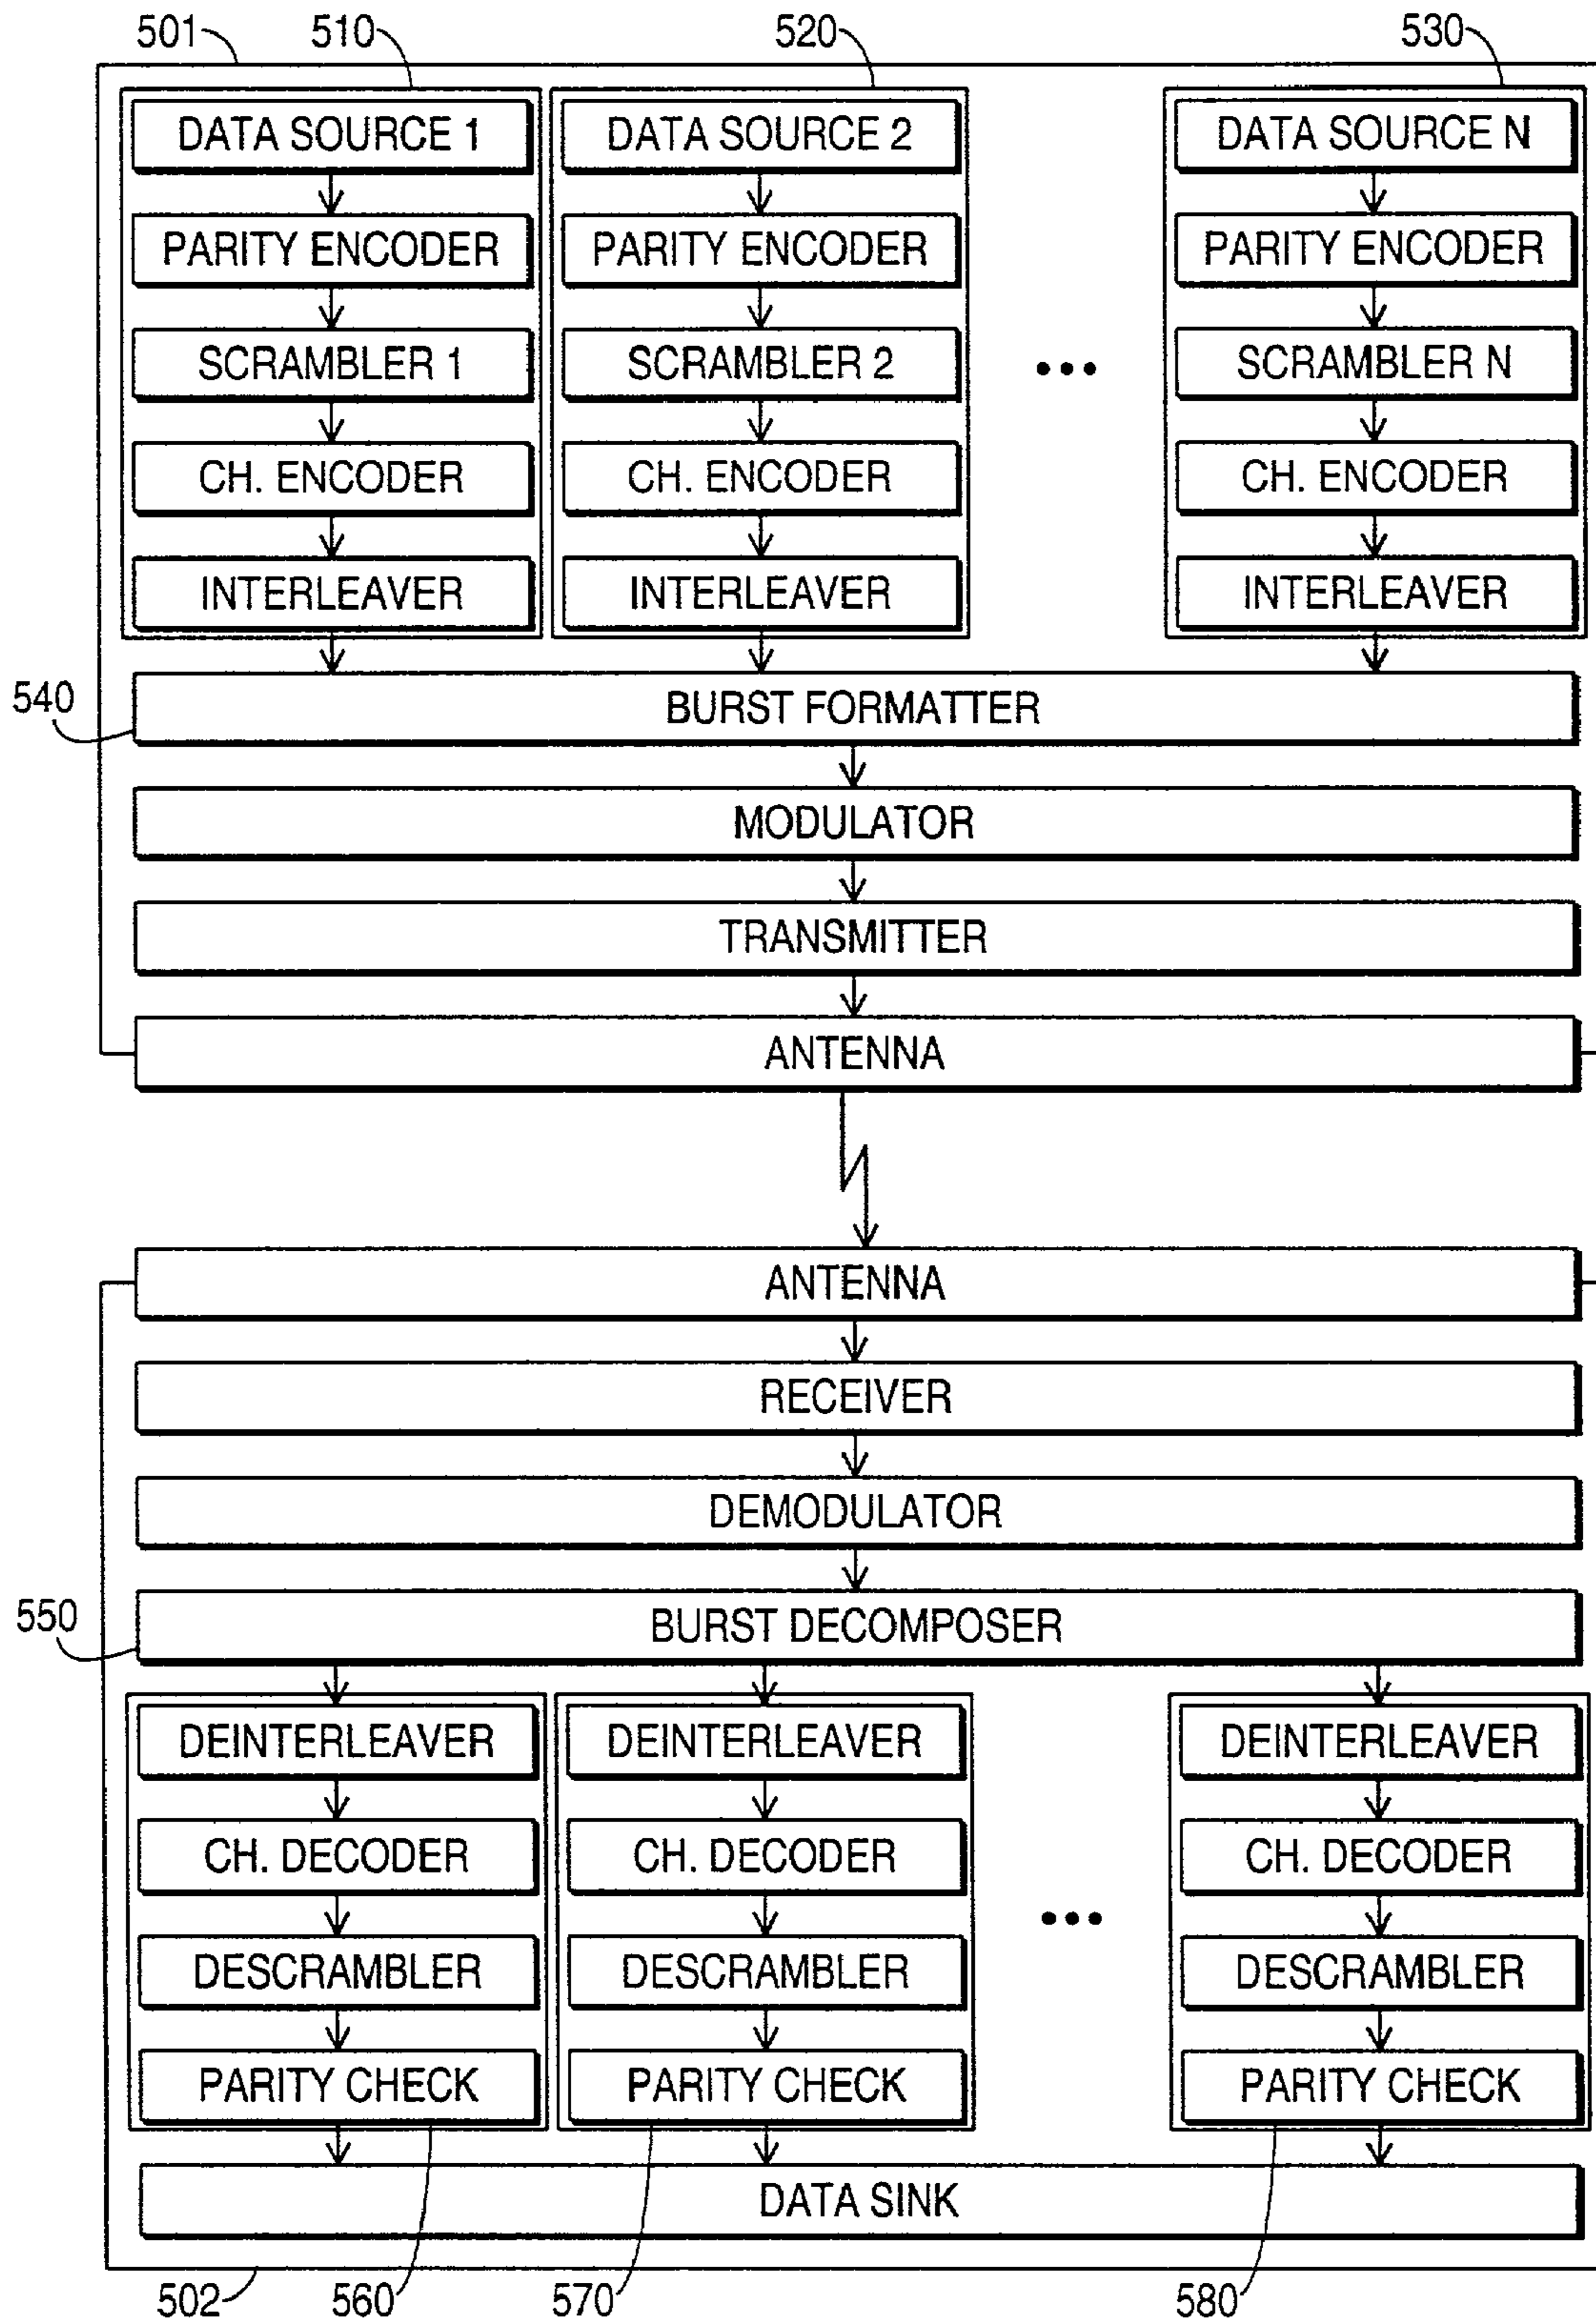 501 510 520 530
DATA SOURCE 1 DATA SOURCE 2 DATA SOURCE N
PARITY ENCODER PARITY ENCODER PARITY ENCODER
SCRAMBLER 1 SCRAMBLER 2 ••• SCRAMBLER N
CH. ENCODER CH. ENCODER CH. ENCODER
INTERLEAVER INTERLEAVER INTERLEAVER
540
BURST FORMATTER
MODULATOR
TRANSMITTER
ANTENNA
ANTENNA
RECEIVER
DEMODULATOR
550
BURST DECOMPOSER
DEINTERLEAVER DEINTERLEAVER DEINTERLEAVER
CH. DECODER CH. DECODER CH. DECODER
•••
DESCRAMBLER DESCRAMBLER DESCRAMBLER
PARITY CHECK PARITY CHECK PARITY CHECK
DATA SINK
502 560 570 580